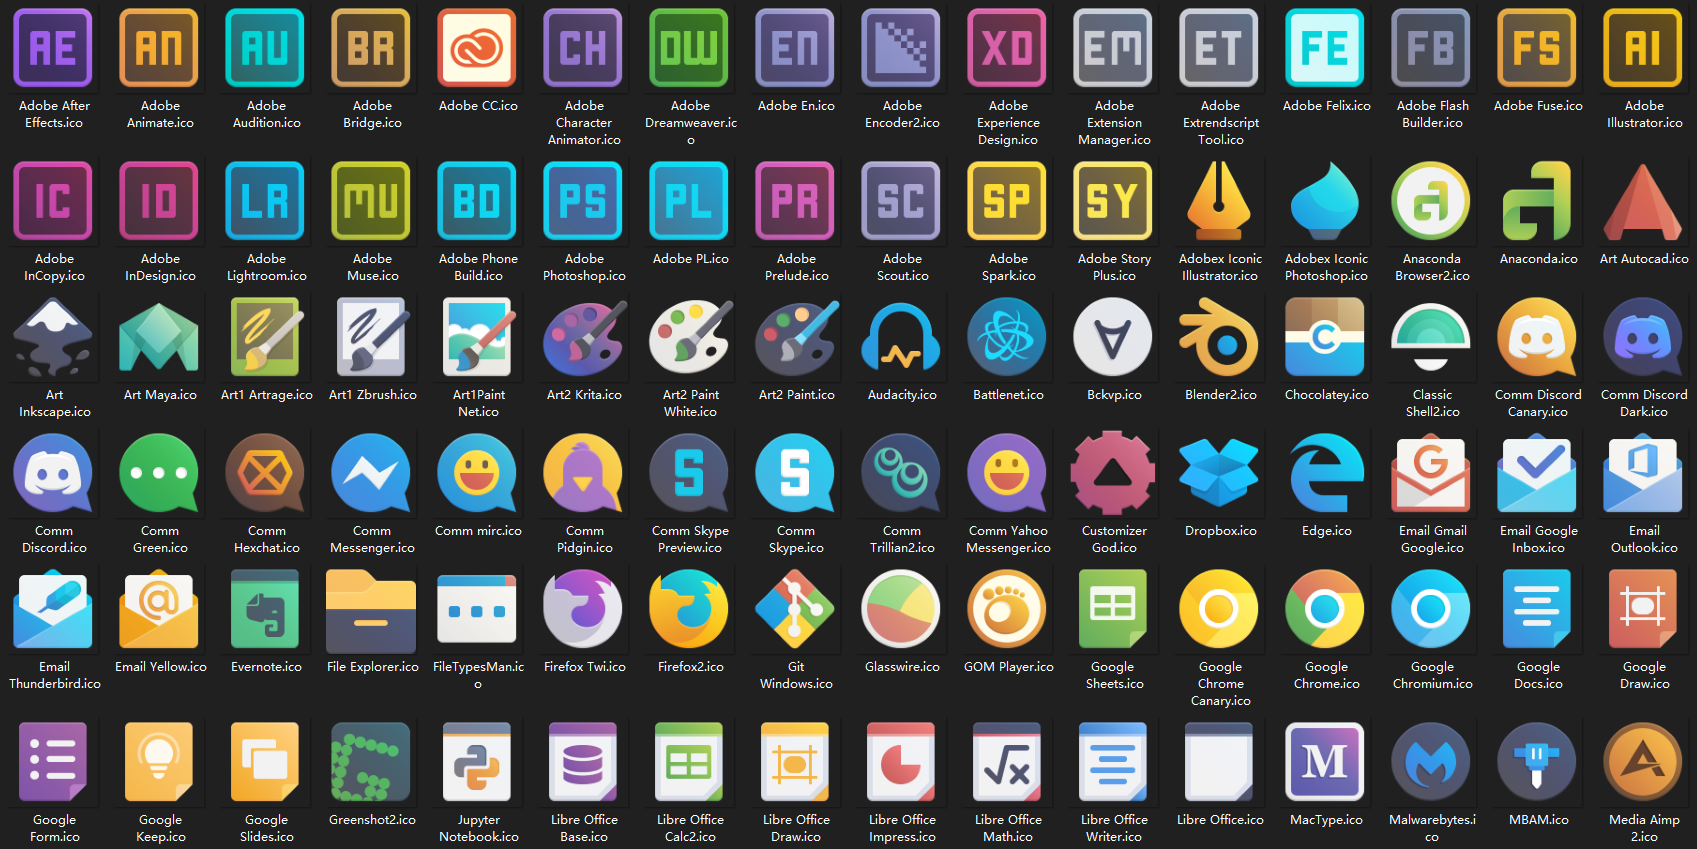 AE AN AU BR CH DW EN XD EM ET FE FB FS AI
Adobe After
Effects.ico
Adobe
Animate.ico
Adobe
Audition.ico
Adobe
Bridge.ico
Adobe CC.ico
Adobe
Character
Animator.ico
Adobe
Dreamweaver.ic
o
Adobe En.ico
Adobe
Encoder2.ico
Adobe
Experience
Design.ico
Adobe
Extension
Manager.ico
Adobe
Extrendscript
Tool.ico
Adobe Felix.ico
Adobe Flash
Builder.ico
Adobe Fuse.ico
Adobe
Illustrator.ico
IC ID LR MU BD PS PL PR SC SP SY
Adobe
InCopy.ico
Adobe
InDesign.ico
Adobe
Lightroom.ico
Adobe
Muse.ico
Adobe Phone
Build.ico
Adobe
Photoshop.ico
Adobe PL.ico
Adobe
Prelude.ico
Adobe
Scout.ico
Adobe
Spark.ico
Adobe Story
Plus.ico
Adobex Iconic
Illustrator.ico
Adobex Iconic
Photoshop.ico
Anaconda
Browser2.ico
Anaconda.ico
Art Autocad.ico
Art
Inkscape.ico
Art Maya.ico
Art1 Artrage.ico
Art1 Zbrush.ico
Art1Paint
Net.ico
Art2 Krita.ico
Art2 Paint
White.ico
Art2 Paint.ico
Audacity.ico
Battlenet.ico
Bckvp.ico
Blender2.ico
Chocolatey.ico
Classic
Shell2.ico
Comm Discord
Canary.ico
Comm Discord
Dark.ico
Comm
Discord.ico
Comm
Green.ico
Comm
Hexchat.ico
Comm
Messenger.ico
Comm mirc.ico
Comm
Pidgin.ico
Comm Skype
Preview.ico
Comm
Skype.ico
Comm
Trillian2.ico
Comm Yahoo
Messenger.ico
Customizer
God.ico
Dropbox.ico
Edge.ico
Email Gmail
Google.ico
Email Google
Inbox.ico
Email
Outlook.ico
Email
Thunderbird.ico
Email Yellow.ico
Evernote.ico
File Explorer.ico
FileTypesMan.ic
o
Firefox Twi.ico
Firefox2.ico
Git
Windows.ico
Glasswire.ico
GOM Player.ico
Google
Sheets.ico
Google
Chrome
Canary.ico
Google
Chrome.ico
Google
Chromium.ico
Google
Docs.ico
Google
Draw.ico
Google
Form.ico
Google
Keep.ico
Google
Slides.ico
Greenshot2.ico
Jupyter
Notebook.ico
Libre Office
Base.ico
Libre Office
Calc2.ico
Libre Office
Draw.ico
Libre Office
Impress.ico
Libre Office
Math.ico
Libre Office
Writer.ico
Libre Office.ico
M
MacType.ico
Malwarebytes.i
co
MBAM.ico
Media Aimp
2.ico